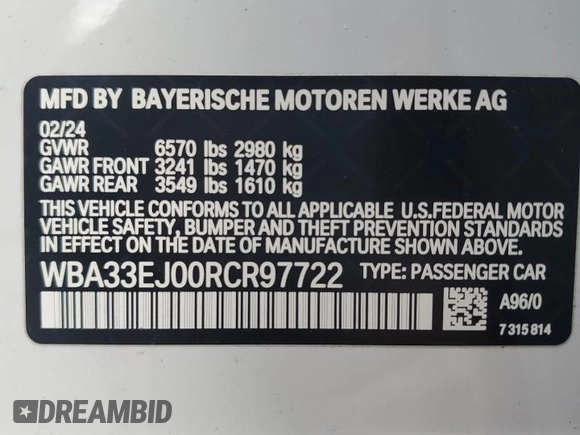 MFD BY BAYERISCHE MOTOREN WERKE AG
02/24
GVWR 6570 lbs 2980 kg
GAWR FRONT 3241 lbs 1470 kg
GAWR REAR 3549 lbs 1610 kg
THIS VEHICLE CONFORMS TO ALL APPLICABLE U.S.FEDERAL MOTOR
VEHICLE SAFETY, BUMPER AND THEFT PREVENTION STANDARDS IN
EFFECT ON THE DATE OF MANUFACTURE SHOWN ABOVE.
WBA33EJ00RCR97722 TYPE: PASSENGER CAR
A96/0
7 315 814
DREAMBID